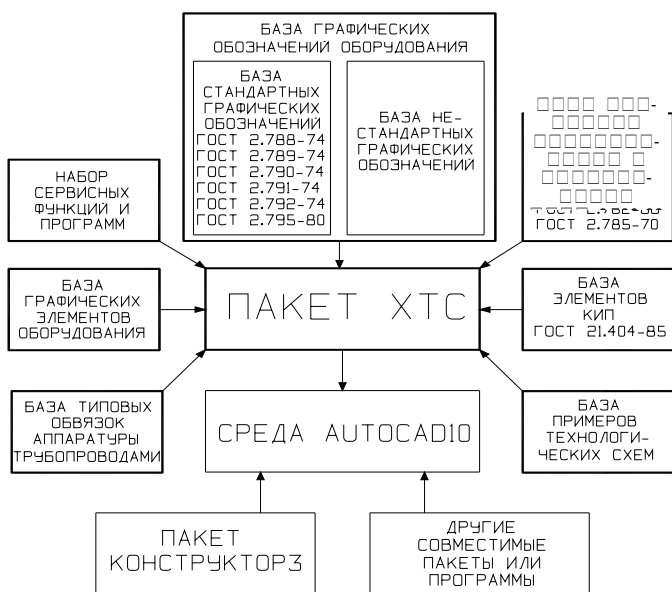 БАЗА ГРАФИЧЕСКИХ
ОБОЗНАЧЕНИЙ ОБОРУДОВАНИЯ
БАЗА
СТАНДАРТНЫХ
ГРАФИЧЕСКИХ
ОБОЗНАЧЕНИЙ
ГОСТ 2.788-74
ГОСТ 2.789-74
ГОСТ 2.790-74
ГОСТ 2.791-74
ГОСТ 2.792-74
ГОСТ 2.795-80
БАЗА НЕ-
СТАНДАРТНЫХ
ГРАФИЧЕСКИХ
ОБОЗНАЧЕНИЙ
НАБОР
СЕРВИСНЫХ
ФУНКЦИЙ И
ПРОГРАММ
ГОСТ 2.785-70
БАЗА
ГРАФИЧЕСКИХ
ЭЛЕМЕНТОВ
ОБОРУДОВАНИЯ
ПАКЕТ ХТС
БАЗА
ЭЛЕМЕНТОВ
КИП
ГОСТ 21.404-85
БАЗА ТИПОВЫХ
ОБВЯЗОК
АППАРАТУРЫ
ТРУБОПРОВОДАМИ
СРЕДА AUTOCAD10
БАЗА
ПРИМЕРОВ
ТЕХНОЛОГИ-
ЧЕСКИХ СХЕМ
ПАКЕТ
КОНСТРУКТОР3
ДРУГИЕ
СОВМЕСТИМЫЕ
ПАКЕТЫ ИЛИ
ПРОГРАММЫ